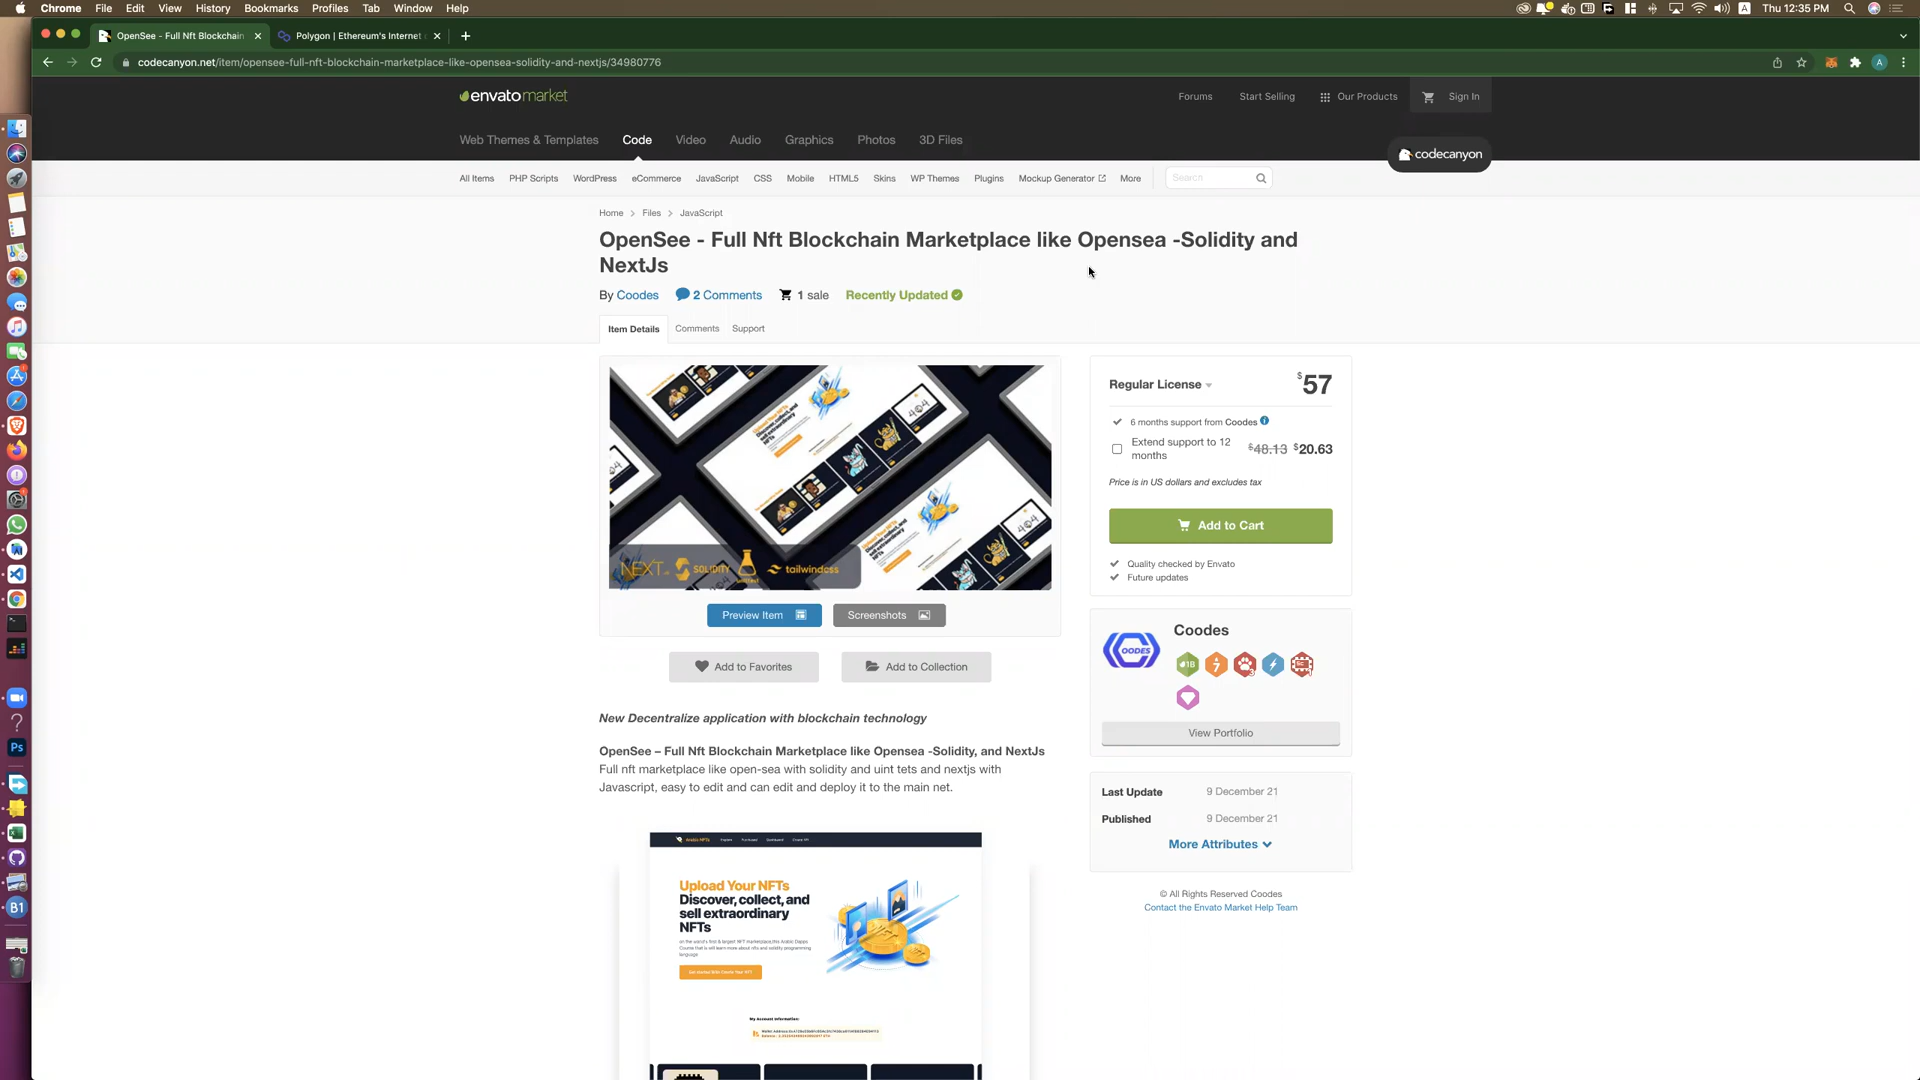 Chrome File Edit View History Bookmarks Profiles Tab Window Help
Thu 12:35 PM
OpenSee - Full Nft Blockchain
Polygon | Ethereum's Internet
codecanyon.net/item/opensee-full-nft-blockchain-marketplace-like-opensea-solidity-and-nextjs/34980776
envato market
Forums Start Selling Our Products Sign In
Web Themes & Templates Code Video Audio Graphics Photos 3D Files
codecanyon
All Items PHP Scripts WordPress eCommerce JavaScript CSS Mobile HTML5 Skins WP Themes Plugins Mockup Generator More Search
Home > Files > JavaScript
OpenSee - Full Nft Blockchain Marketplace like Opensea -Solidity and
NextJs
By Coodes 2 Comments 1 sale Recently Updated
Item Details Comments Support
Regular License $57
6 months support from Coodes
Extend support to 12
months
$48.13 $20.63
Price is in US dollars and excludes tax
Add to Cart
Quality checked by Envato
Future updates
NEXT SOLIDITY tailwindcss
Preview Item Screenshots
Add to Favorites Add to Collection
Coodes
View Portfolio
New Decentralize application with blockchain technology
OpenSee – Full Nft Blockchain Marketplace like Opensea -Solidity, and NextJs
Full nft marketplace like open-sea with solidity and uint tets and nextjs with
Javascript, easy to edit and can edit and deploy it to the main net.
Last Update 9 December 21
Published 9 December 21
More Attributes
© All Rights Reserved Coodes
Contact the Envato Market Help Team
Upload Your NFTs
Discover, collect, and
sell extraordinary
NFTs
My Account Information: